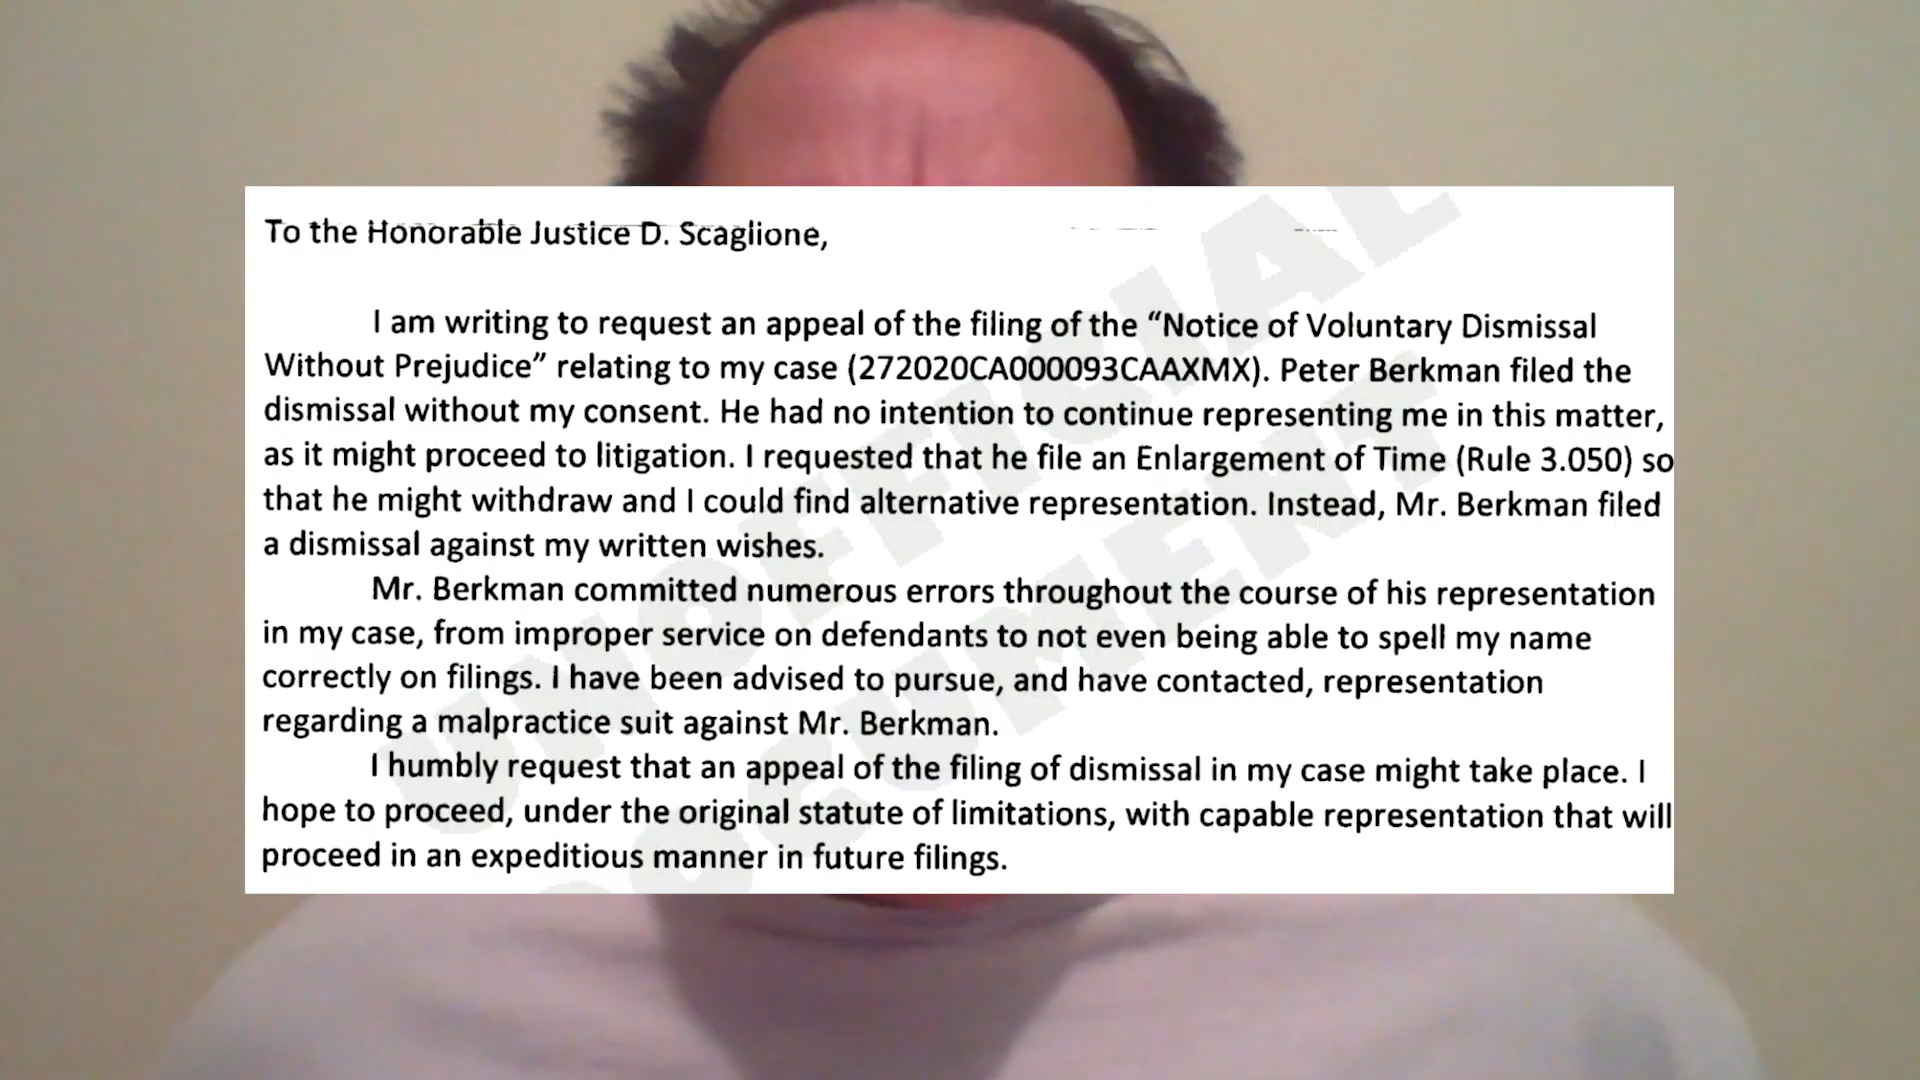 To the Honorable Justice D. Scaglione,
I am writing to request an appeal of the filing of the “Notice of Voluntary Dismissal
Without Prejudice” relating to my case (272020CA000093CAAXMX). Peter Berkman filed the
dismissal without my consent. He had no intention to continue representing me in this matter,
as it might proceed to litigation. I requested that he file an Enlargement of Time (Rule 3.050) so
that he might withdraw and I could find alternative representation. Instead, Mr. Berkman filed
a dismissal against my written wishes.
Mr. Berkman committed numerous errors throughout the course of his representation
in my case, from improper service on defendants to not even being able to spell my name
correctly on filings. I have been advised to pursue, and have contacted, representation
regarding a malpractice suit against Mr. Berkman.
I humbly request that an appeal of the filing of dismissal in my case might take place. I
hope to proceed, under the original statute of limitations, with capable representation that will
proceed in an expeditious manner in future filings.
UNOFFICIAL
DOCUMENT